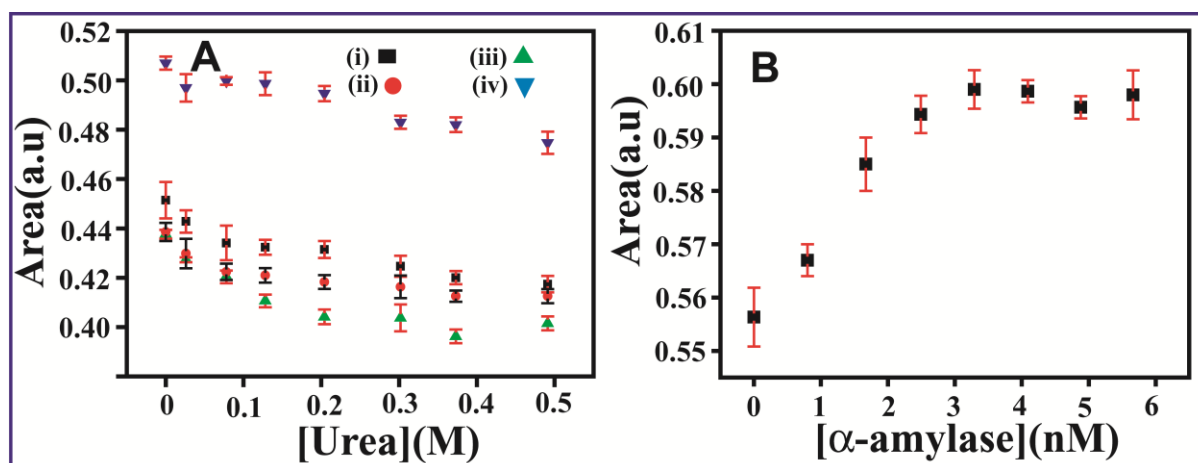 A
(i) (iii)
(ii) (iv)
Area(a.u)
0.52
0.50
0.48
0.46
0.44
0.42
0.40
0 0.1 0.2 0.3 0.4 0.5
[Urea](M)
B
Area(a.u)
0.61
0.60
0.59
0.58
0.57
0.56
0.55
0 1 2 3 4 5 6
[α-amylase](nM)